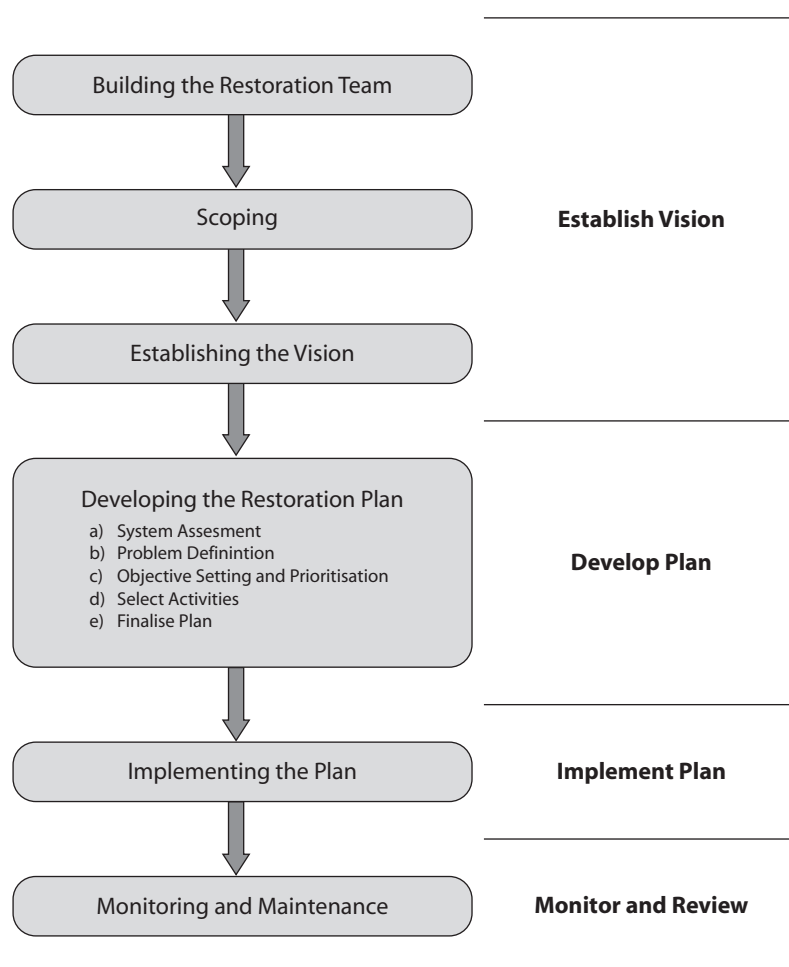 Building the Restoration Team
Scoping
Establish Vision
Establishing the Vision
Developing the Restoration Plan
a) System Assesment
b) Problem Definintion
c) Objective Setting and Prioritisation
d) Select Activities
e) Finalise Plan
Develop Plan
Implementing the Plan
Implement Plan
Monitoring and Maintenance
Monitor and Review